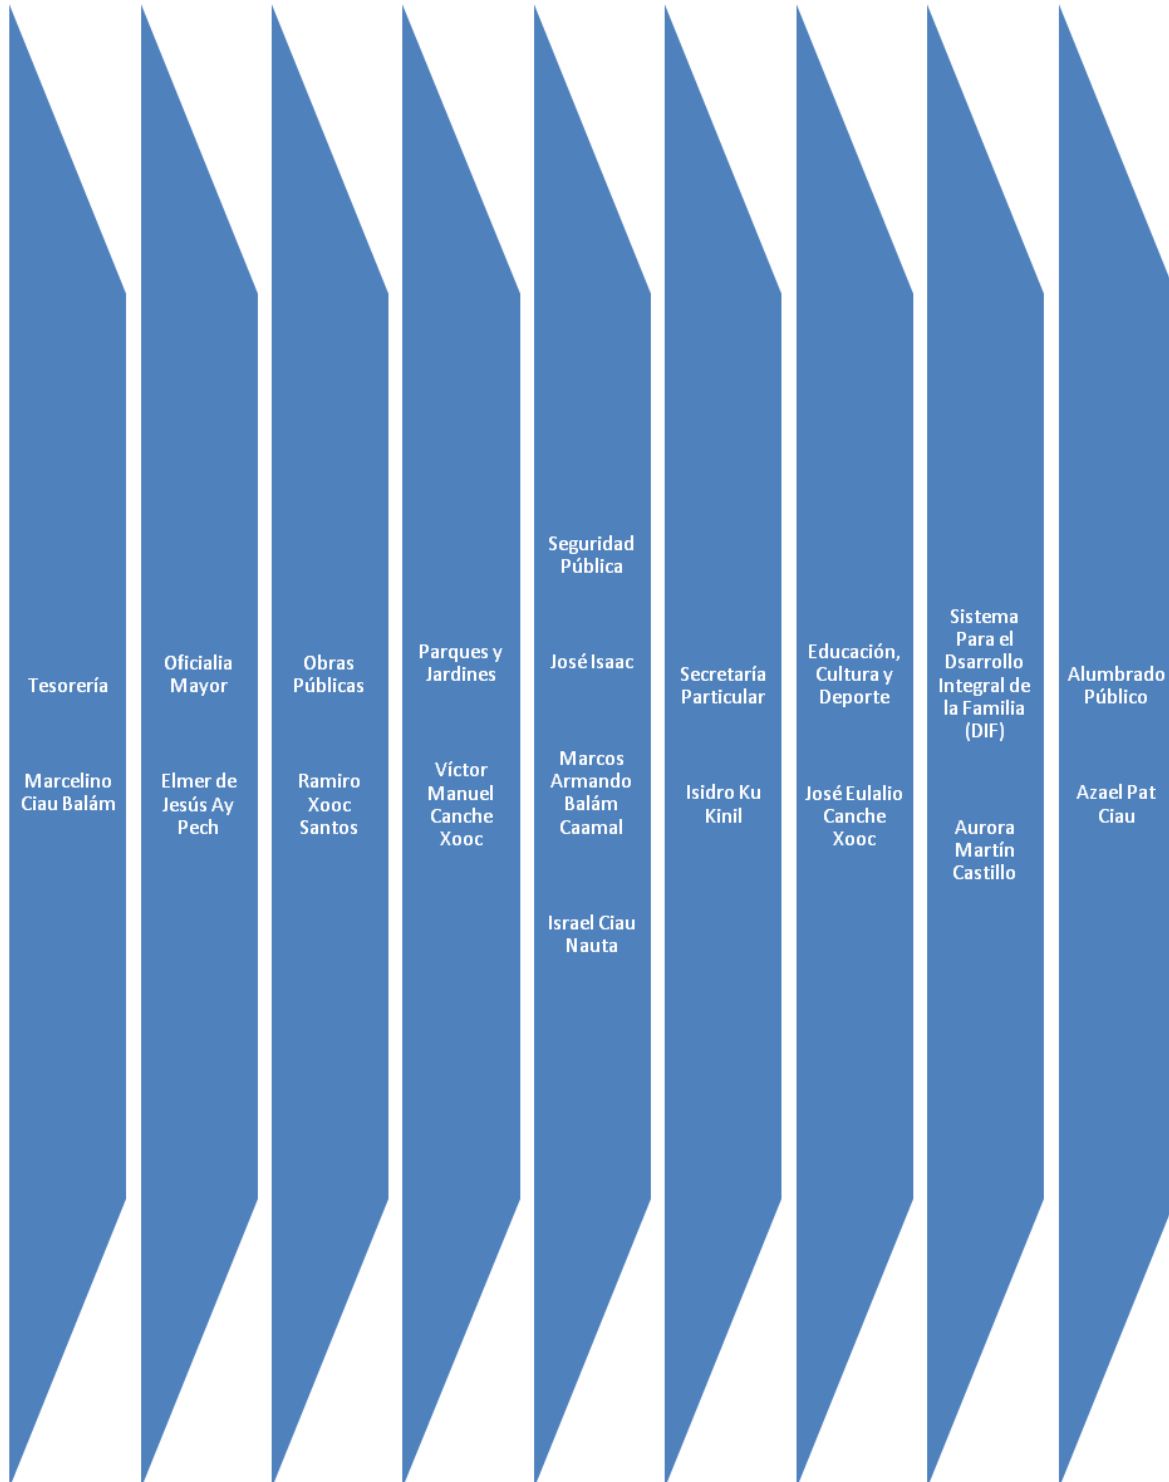 Tesorería
Marcelino
Ciau Balám
Oficialia
Mayor
Elmer de
Jesús Ay
Pech
Obras
Públicas
Ramiro
Xooc
Santos
Parques y
Jardines
Víctor
Manuel
Canche
Xooc
Seguridad
Pública
José Isaac
Marcos
Armando
Balám
Caamal
Israel Ciau
Nauta
Secretaría
Particular
Isidro Ku
Kinil
Educación,
Cultura y
Deporte
José Eulalio
Canche
Xooc
Sistema
Para el
Dsarrollo
Integral de
la Familia
(DIF)
Aurora
Martín
Castillo
Alumbrado
Público
Azael Pat
Ciau